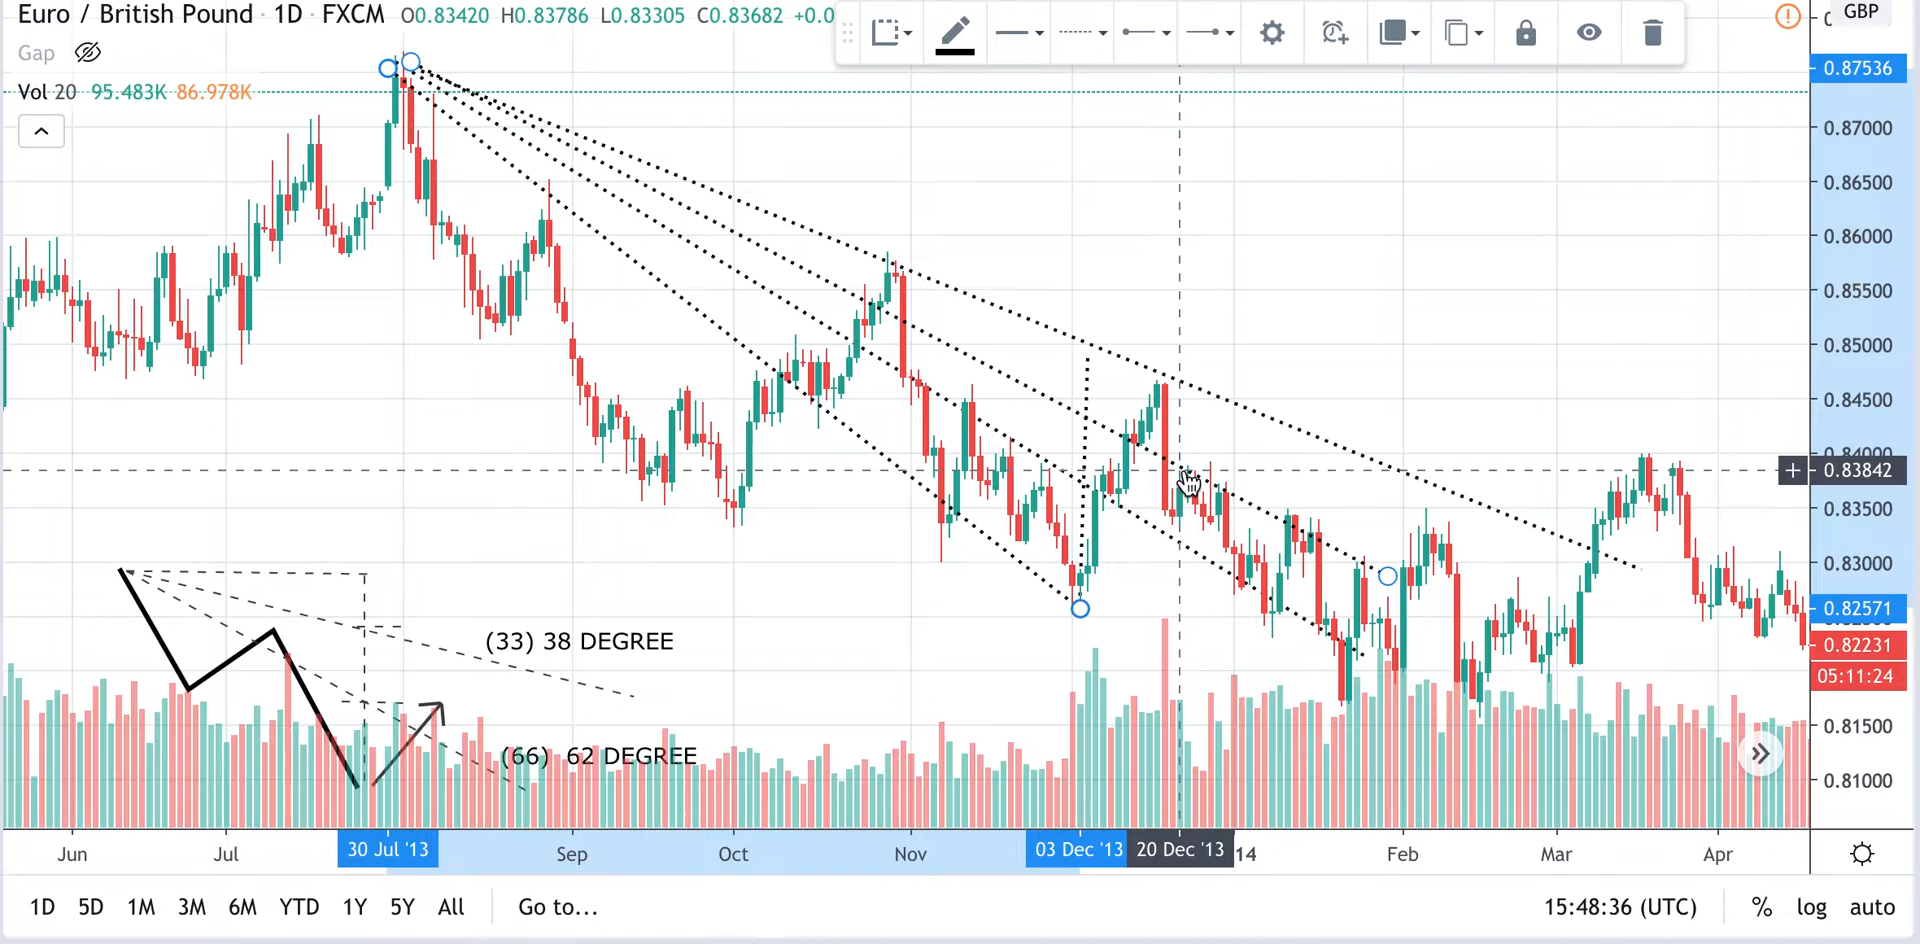 Euro / British Pound · 1D · FXCM O0.83420 H0.83786 L0.83305 C0.83682 +0.0
GBP
Gap
Vol 20 95.483K 86.978K
0.87536
0.87000
0.86500
0.86000
0.85500
0.85000
0.84500
0.84000
0.83842
0.83500
0.83000
0.82571
0.82231
05:11:24
0.81500
0.81000
(33) 38 DEGREE
(66) 62 DEGREE
Jun Jul 30 Jul '13 Sep Oct Nov 03 Dec '13 20 Dec '13 14 Feb Mar Apr
1D 5D 1M 3M 6M YTD 1Y 5Y All Go to... 15:48:36 (UTC) % log auto